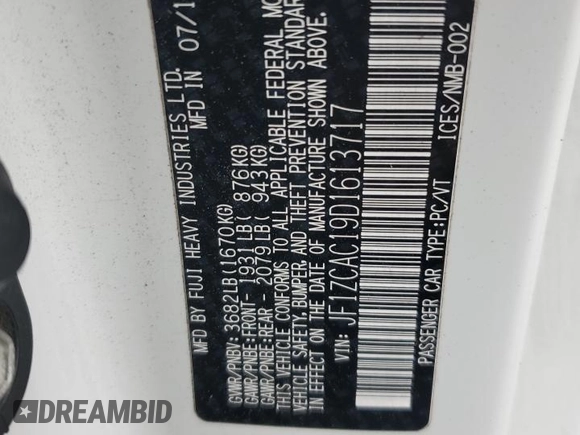 MFD BY FUJI HEAVY INDUSTRIES LTD.
MFD IN 07/1
GVWR/PNBV: 3682LB(1670KG)
GAWR/PNBE:FRONT- 1931LB( 876KG)
GAWR/PNBE:REAR - 2079LB( 943KG)
THIS VEHICLE CONFORMS TO ALL APPLICABLE FEDERAL MO
VEHICLE SAFETY, BUMPER, AND THEFT PREVENTION STANDAR
IN EFFECT ON THE DATE OF MANUFACTURE SHOWN ABOVE.
VIN: JF1ZCAC19D1613717
PASSENGER CAR TYPE:PC/VT ICES/NMB-002
DREAMBID